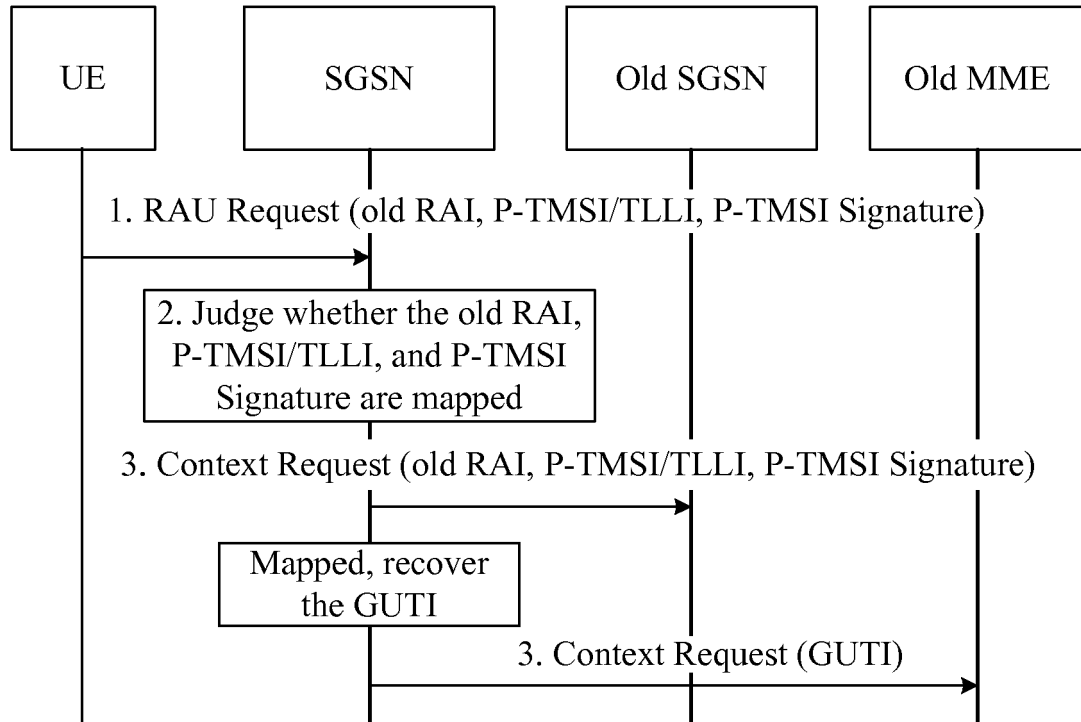 UE
SGSN
Old SGSN
Old MME
1. RAU Request (old RAI, P-TMSI/TLLI, P-TMSI Signature)
2. Judge whether the old RAI,
P-TMSI/TLLI, and P-TMSI
Signature are mapped
3. Context Request (old RAI, P-TMSI/TLLI, P-TMSI Signature)
Mapped, recover
the GUTI
3. Context Request (GUTI)